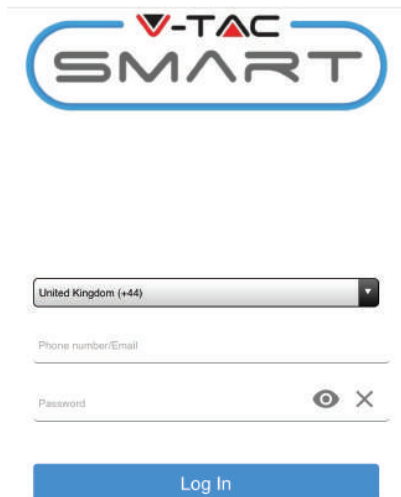 V-TAC
SMART
United Kingdom (+44)
Phone number/Email
Password
Log In